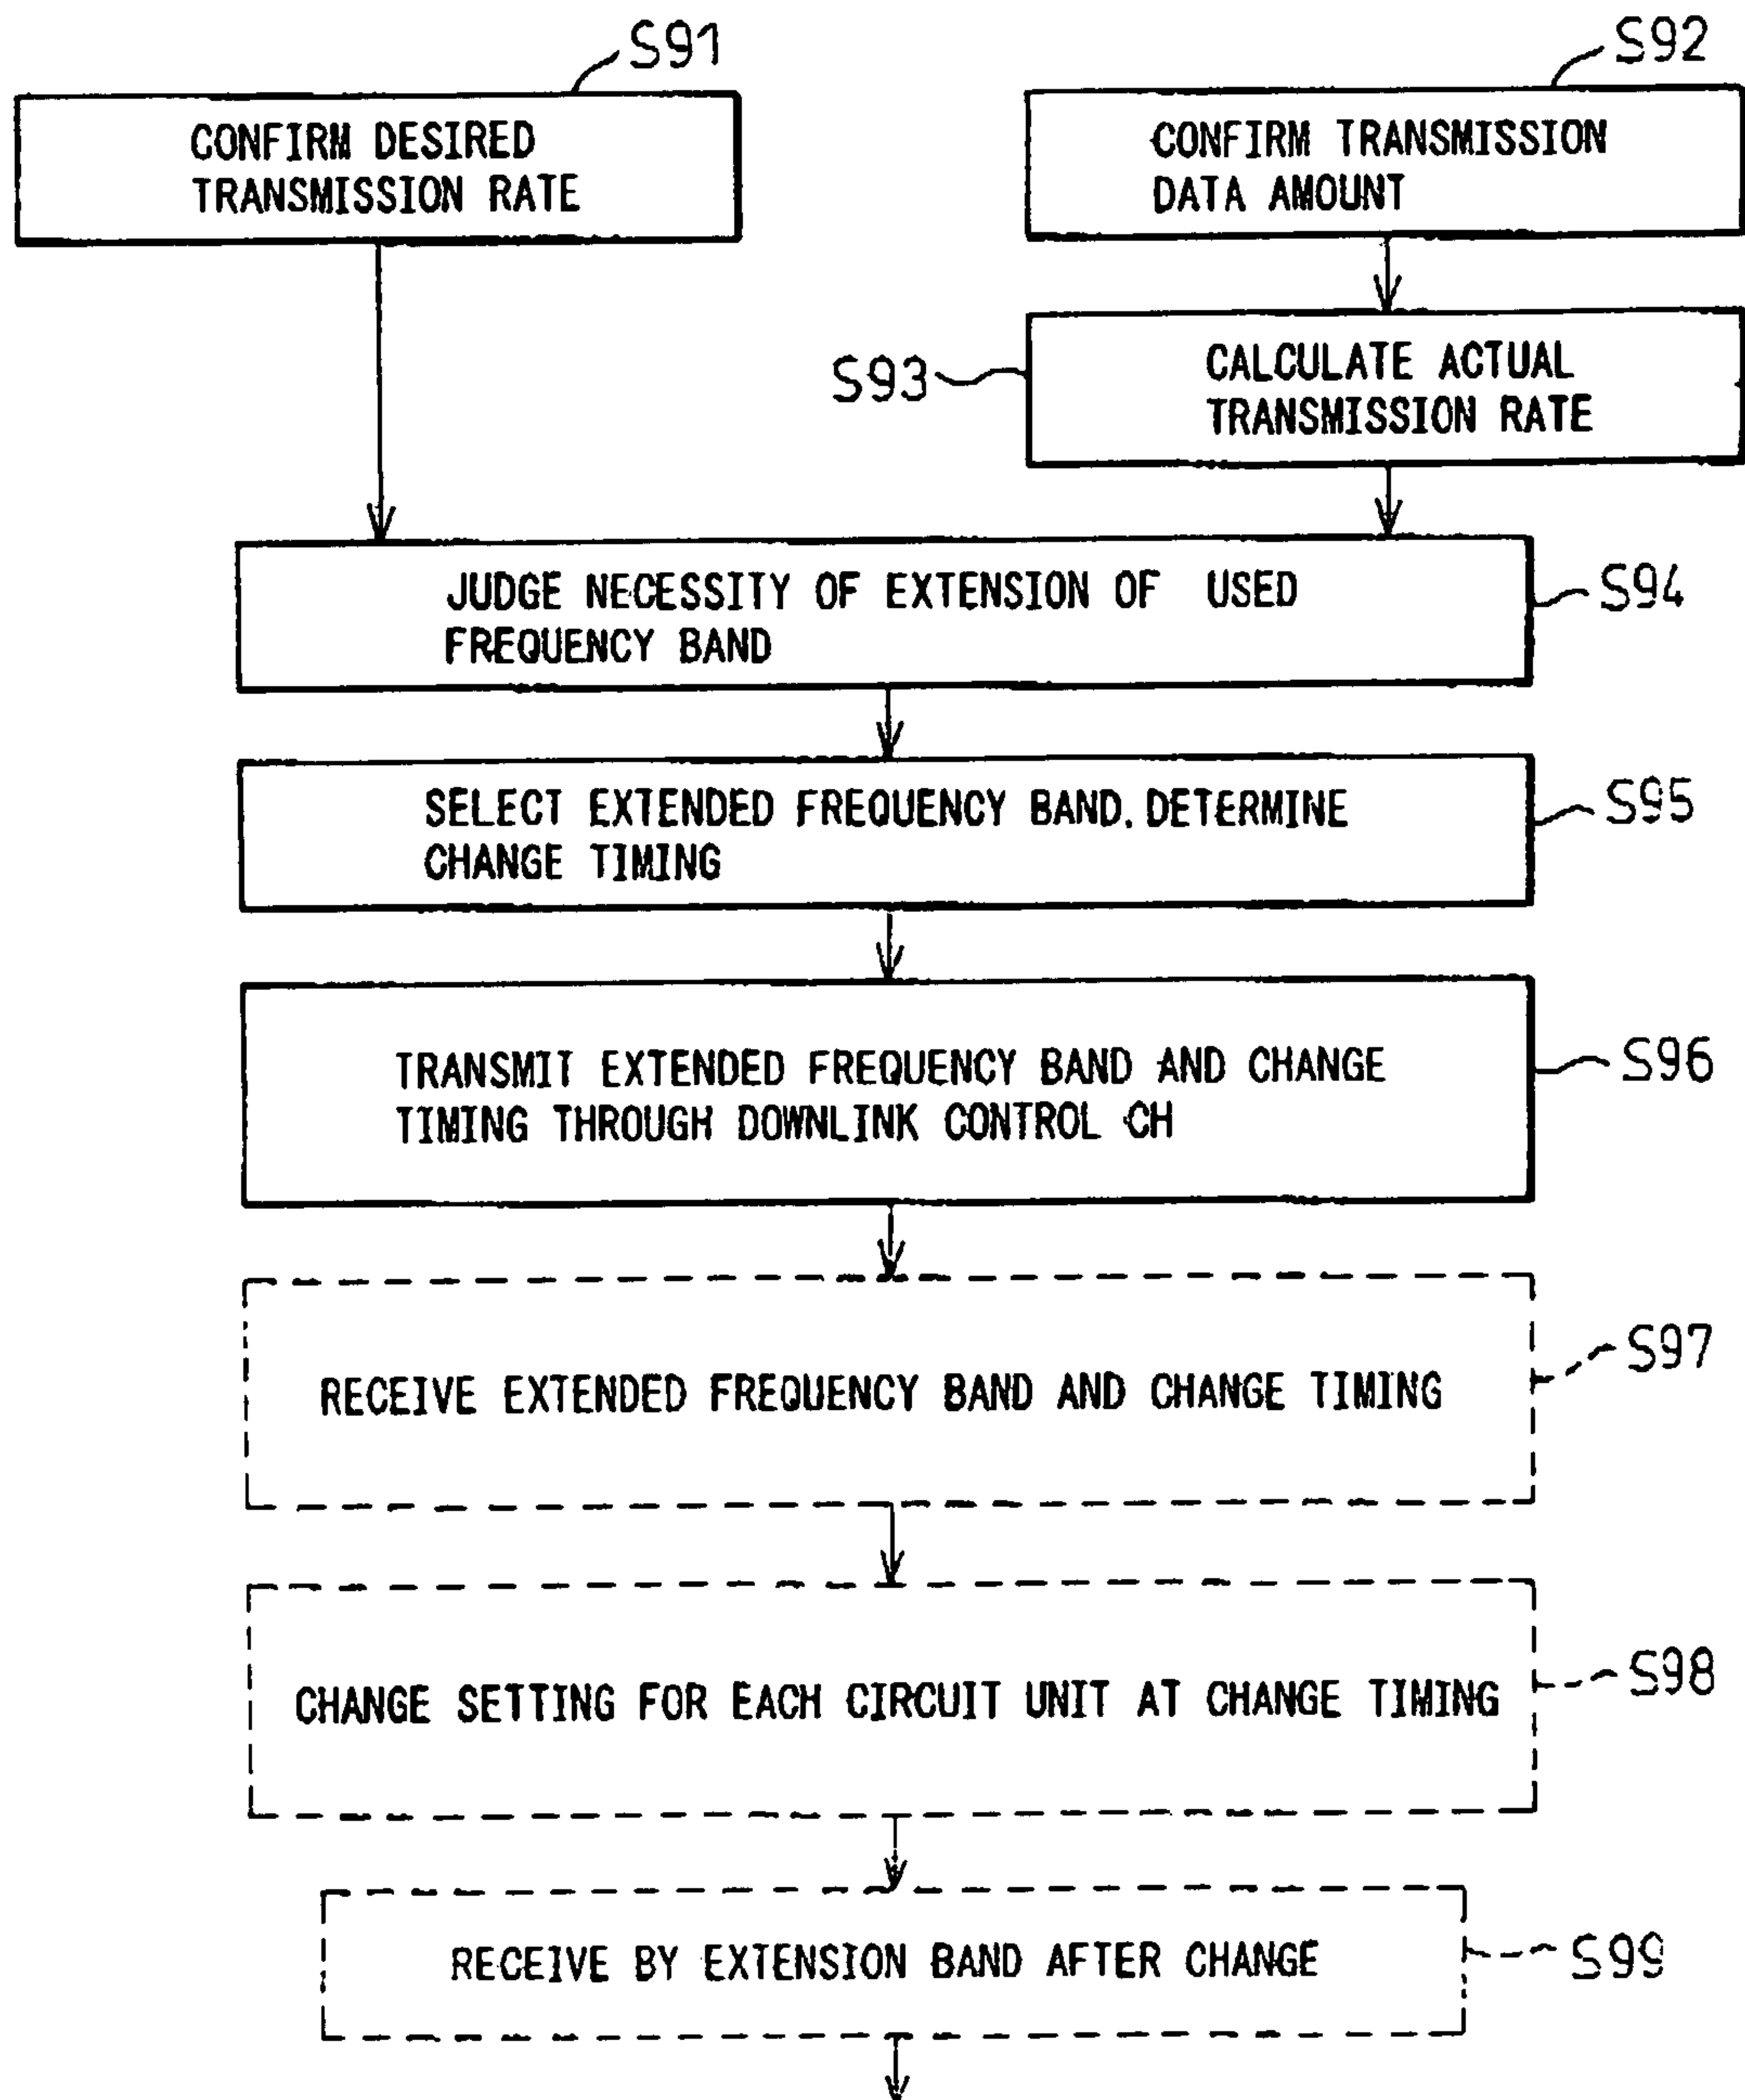 S91
S92
CONFIRM DESIRED
TRANSMISSION RATE
CONFIRM TRANSMISSION
DATA AMOUNT
S93
CALCULATE ACTUAL
TRANSMISSION RATE
JUDGE NECESSITY OF EXTENSION OF USED
FREQUENCY BAND
S94
SELECT EXTENDED FREQUENCY BAND. DETERMINE
CHANGE TIMING
S95
TRANSMIT EXTENDED FREQUENCY BAND AND CHANGE
TIMING THROUGH DOWNLINK CONTROL CH
S96
RECEIVE EXTENDED FREQUENCY BAND AND CHANGE TIMING
S97
CHANGE SETTING FOR EACH CIRCUIT UNIT AT CHANGE TIMING
S98
RECEIVE BY EXTENSION BAND AFTER CHANGE
S99